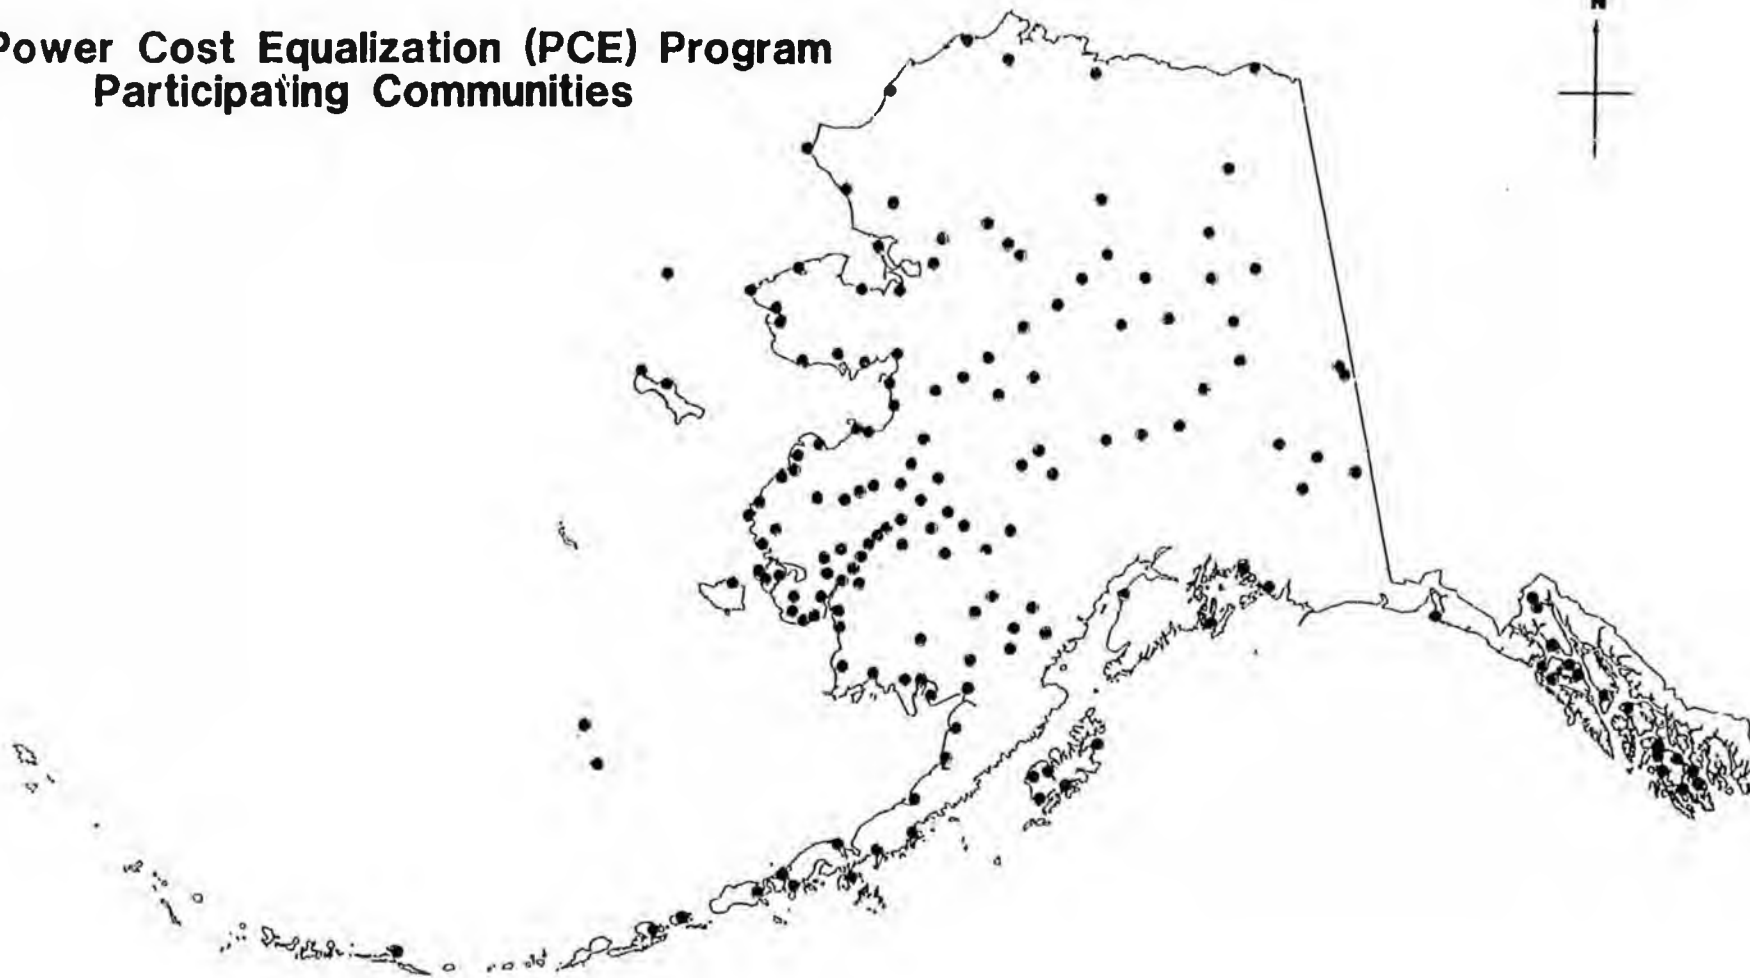 Power Cost Equalization (PCE) Program
Participating Communities
N